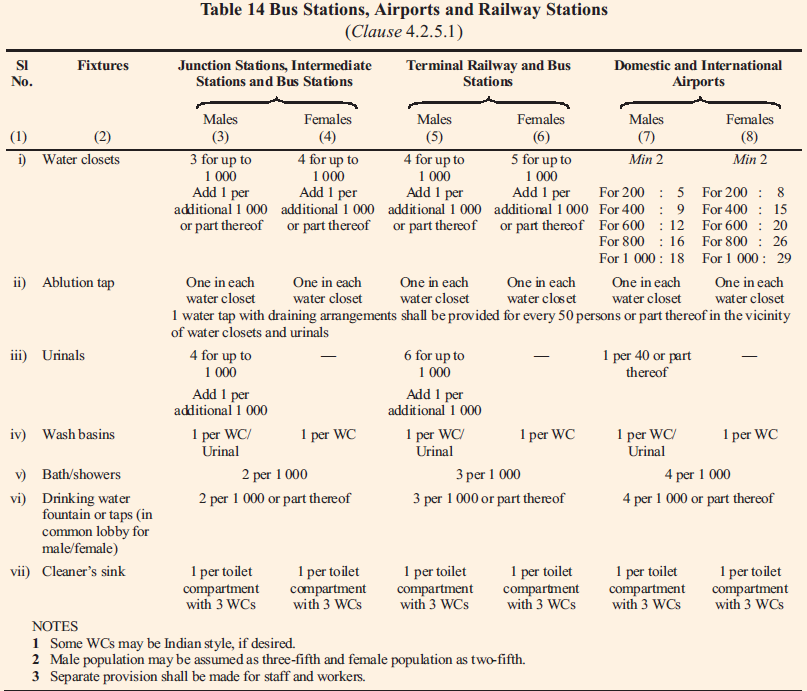 Table 14 Bus Stations, Airports and Railway Stations
(Clause 4.2.5.1)
Sl No. Fixtures Junction Stations, Intermediate Stations and Bus Stations Terminal Railway and Bus Stations Domestic and International Airports
Males Females Males Females Males Females
(1) (2) (3) (4) (5) (6) (7) (8)
i) Water closets 3 for up to 4 for up to 4 for up to 5 for up to Min 2 Min 2
1 000 1 000 1 000 1 000
Add 1 per Add 1 per Add 1 per Add 1 per For 200 : 5 For 200 : 8
additional 1 000 additional 1 000 additional 1 000 additional 1 000 For 400 : 9 For 400 : 15
or part thereof or part thereof or part thereof or part thereof For 600 : 12 For 600 : 20
For 800 : 16 For 800 : 26
For 1 000 : 18 For 1 000 : 29
ii) Ablution tap One in each One in each One in each One in each One in each One in each
water closet water closet water closet water closet water closet water closet
1 water tap with draining arrangements shall be provided for every 50 persons or part thereof in the vicinity
of water closets and urinals
iii) Urinals 4 for up to — 6 for up to — 1 per 40 or part —
1 000 1 000 thereof
Add 1 per Add 1 per
additional 1 000 additional 1 000
iv) Wash basins 1 per WC/ 1 per WC 1 per WC/ 1 per WC 1 per WC/ 1 per WC
Urinal Urinal Urinal
v) Bath/showers 2 per 1 000 3 per 1 000 4 per 1 000
vi) Drinking water 2 per 1 000 or part thereof 3 per 1 000 or part thereof 4 per 1 000 or part thereof
fountain or taps (in
common lobby for
male/female)
vii) Cleaner's sink 1 per toilet 1 per toilet 1 per toilet 1 per toilet 1 per toilet 1 per toilet
compartment compartment compartment compartment compartment compartment
with 3 WCs with 3 WCs with 3 WCs with 3 WCs with 3 WCs with 3 WCs
NOTES
1 Some WCs may be Indian style, if desired.
2 Male population may be assumed as three-fifth and female population as two-fifth.
3 Separate provision shall be made for staff and workers.